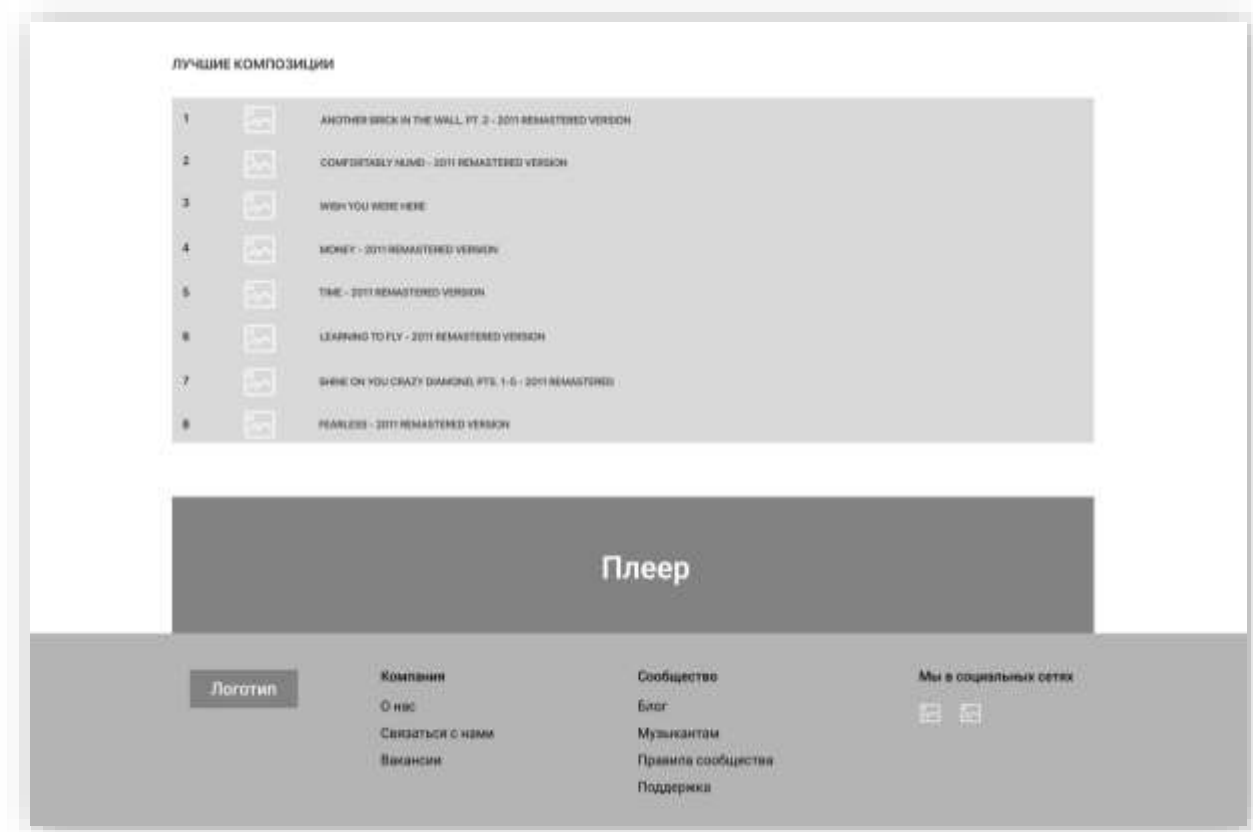 ЛУЧШИЕ КОМПОЗИЦИИ
1 ANOTHER BRICK IN THE WALL, PT. 2 - 2011 REMASTERED VERSION
2 COMFORTABLY NUMB - 2011 REMASTERED VERSION
3 WISH YOU WERE HERE
4 MONEY - 2011 REMASTERED VERSION
5 TIME - 2011 REMASTERED VERSION
6 LEARNING TO FLY - 2011 REMASTERED VERSION
7 SHINE ON YOU CRAZY DIAMOND, PTS. 1-5 - 2011 REMASTERED
8 FEARLESS - 2011 REMASTERED VERSION
Плеер
Логотип
Компания
О нас
Связаться с нами
Вакансии
Сообщество
Блог
Музыкантам
Правила сообщества
Поддержка
Мы в социальных сетях